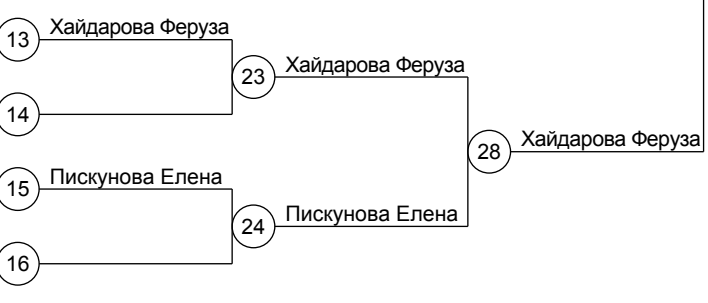 13 Хайдарова Феруза
23 Хайдарова Феруза
14
28 Хайдарова Феруза
15 Пискунова Елена
24 Пискунова Елена
16